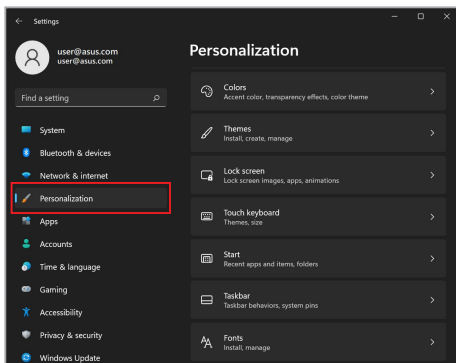 Settings
user@asus.com
user@asus.com
Find a setting
System
Bluetooth & devices
Network & internet
Personalization
Apps
Accounts
Time & language
Gaming
Accessibility
Privacy & security
Windows Update
Personalization
Colors
Accent color, transparency effects, color theme
Themes
Install, create, manage
Lock screen
Lock screen images, apps, animations
Touch keyboard
Themes, size
Start
Recent apps and items, folders
Taskbar
Taskbar behaviors, system pins
Fonts
Install, manage